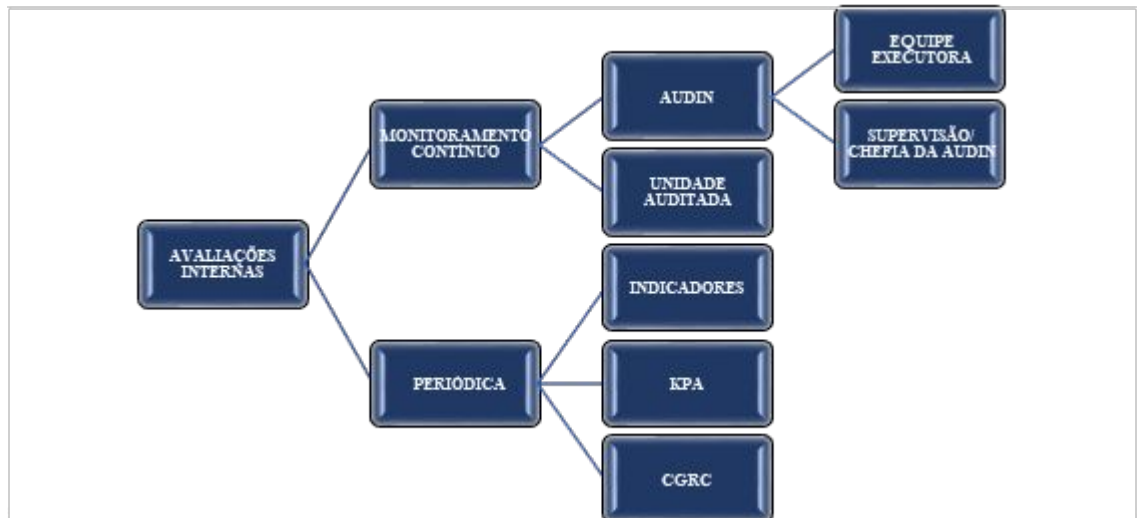 AVALIAÇÕES
INTERNAS
MONITORAMENTO
CONTÍNUO
AUDIN
EQUIPE
EXECUTORA
SUPERVISÃO/
CHEFIA DA AUDIN
UNIDADE
AUDITADA
PERIÓDICA
INDICADORES
KPA
CGRC